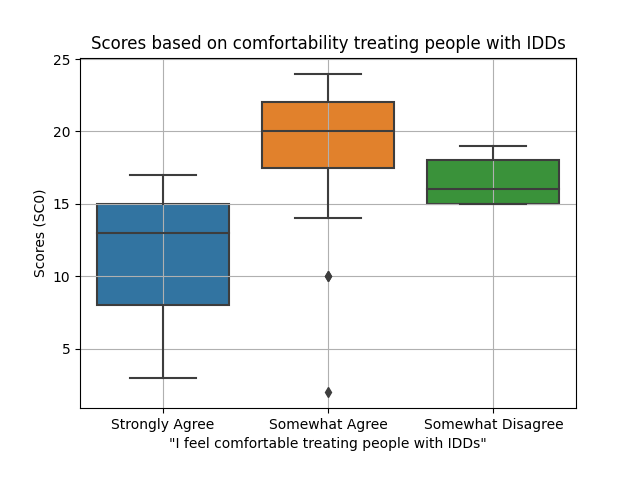 Scores based on comfortability treating people with IDDs
25
20
15
10
5
Scores (SC0)
Strongly Agree
Somewhat Agree
Somewhat Disagree
"I feel comfortable treating people with IDDs"